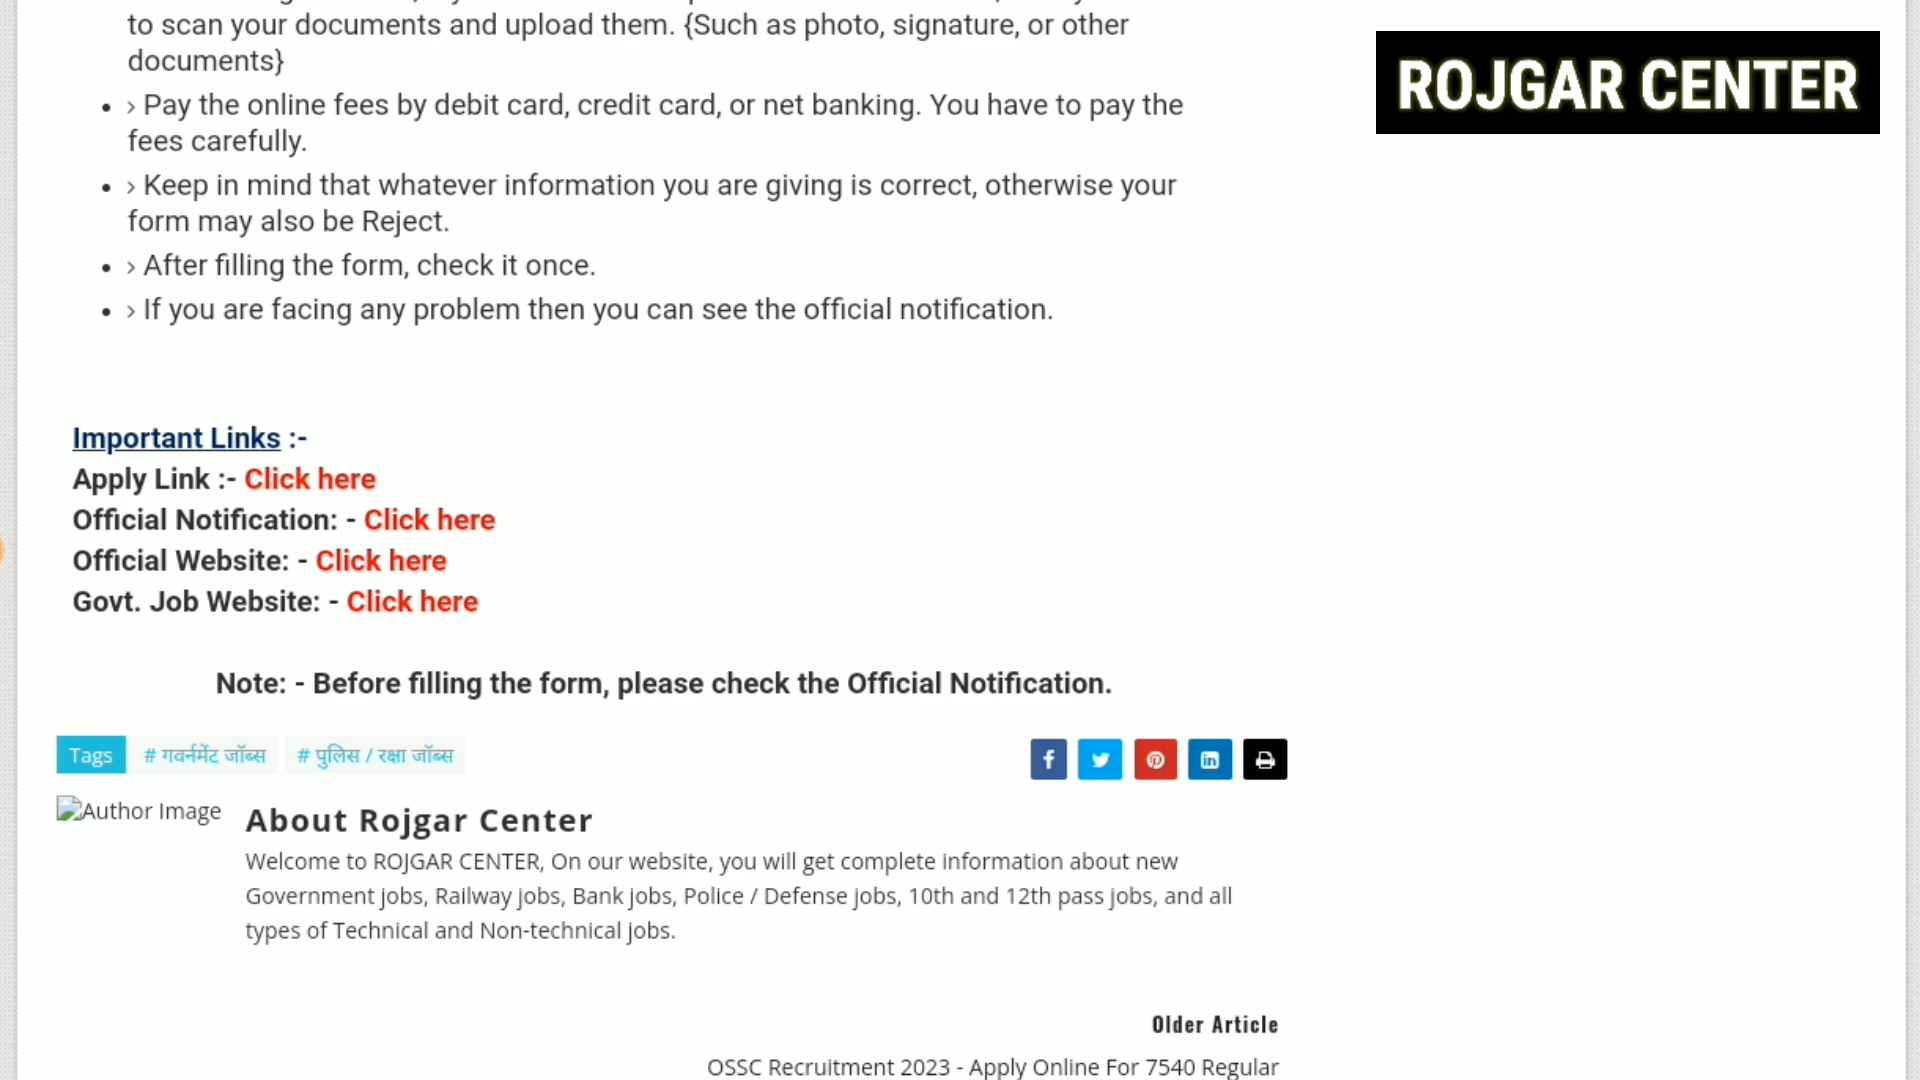 to scan your documents and upload them. {Such as photo, signature, or other
documents}
ROJGAR CENTER
• › Pay the online fees by debit card, credit card, or net banking. You have to pay the
fees carefully.
• › Keep in mind that whatever information you are giving is correct, otherwise your
form may also be Reject.
• › After filling the form, check it once.
• › If you are facing any problem then you can see the official notification.
Important Links :-
Apply Link :- Click here
Official Notification: - Click here
Official Website: - Click here
Govt. Job Website: - Click here
Note: - Before filling the form, please check the Official Notification.
Tags # गवर्नमेंट जॉब्स # पुलिस / रक्षा जॉब्स
Author Image
About Rojgar Center
Welcome to ROJGAR CENTER, On our website, you will get complete information about new
Government jobs, Railway jobs, Bank jobs, Police / Defense jobs, 10th and 12th pass jobs, and all
types of Technical and Non-technical jobs.
Older Article
OSSC Recruitment 2023 - Apply Online For 7540 Regular